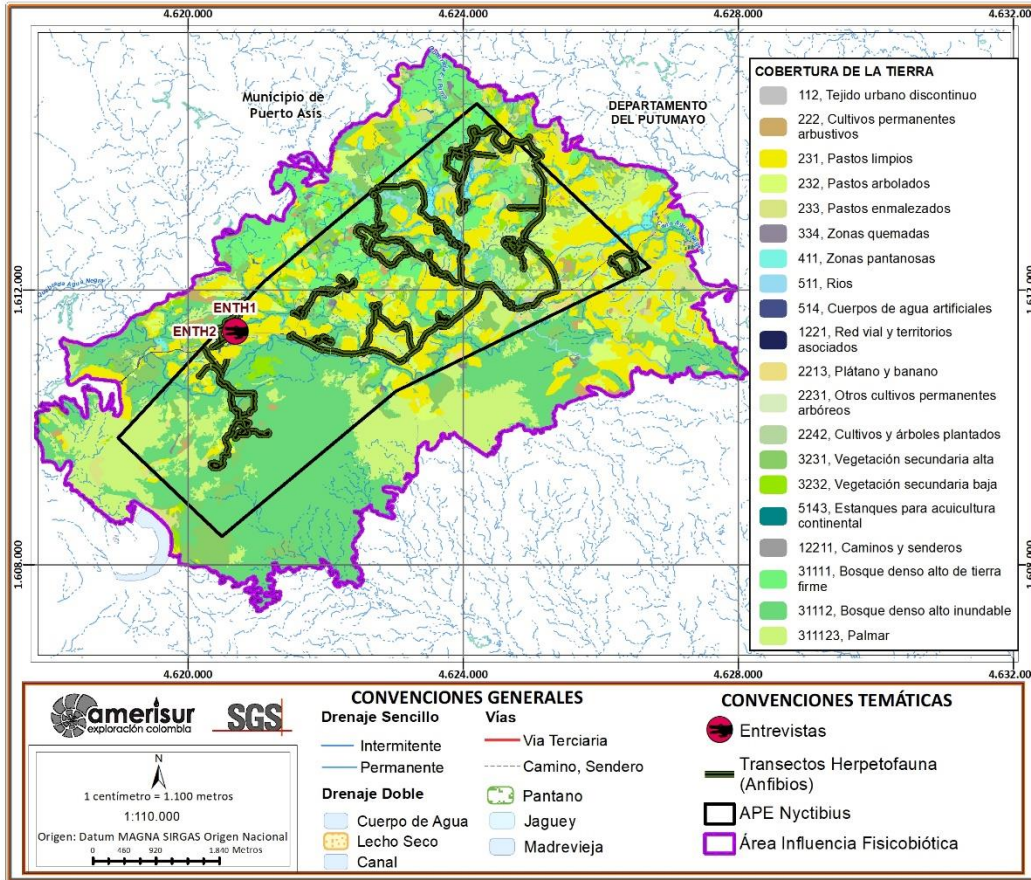 4.620.000
4.624.000
4.628.000
4.632.000
Municipio de
Puerto Asís
DEPARTAMENTO
DEL PUTUMAYO
1.612.000
Quebrada Agua Negra
ENTH1
ENTH2
1.608.000
COBERTURA DE LA TIERRA
112, Tejido urbano discontinuo
222, Cultivos permanentes
arbustivos
231, Pastos limpios
232, Pastos arbolados
233, Pastos enmalezados
334, Zonas quemadas
411, Zonas pantanosas
511, Rios
514, Cuerpos de agua artificiales
1221, Red vial y territorios
asociados
2213, Plátano y banano
2231, Otros cultivos permanentes
arbóreos
2242, Cultivos y árboles plantados
3231, Vegetación secundaria alta
3232, Vegetación secundaria baja
5143, Estanques para acuicultura
continental
12211, Caminos y senderos
31111, Bosque denso alto de tierra
firme
31112, Bosque denso alto inundable
311123, Palmar
1.612.000
1.608.000
4.620.000
4.624.000
4.628.000
4.632.000
amerisur
exploración colombia
SGS
N
1 centímetro = 1.100 metros
1:110.000
Origen: Datum MAGNA SIRGAS Origen Nacional
0 460 920 1.840 Metros
CONVENCIONES GENERALES
Drenaje Sencillo
Intermitente
Permanente
Drenaje Doble
Cuerpo de Agua
Lecho Seco
Canal
Vías
Via Terciaria
Camino, Sendero
Pantano
Jaguey
Madrevieja
CONVENCIONES TEMÁTICAS
Entrevistas
Transectos Herpetofauna
(Anfibios)
APE Nyctibius
Área Influencia Fisicobiótica